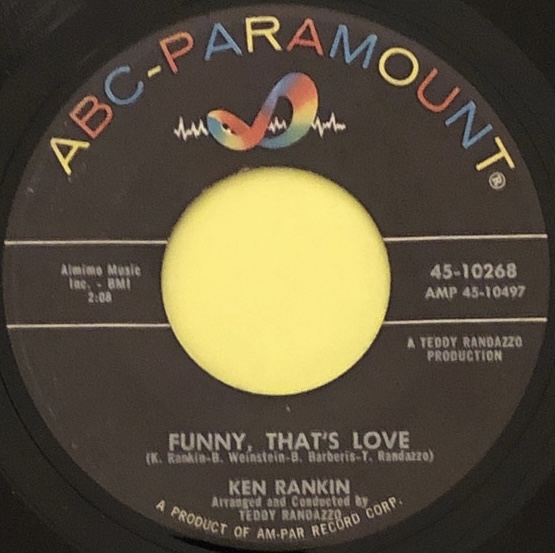 ABC-PARAMOUNT®
Almimo Music
Inc. - BMI
2:08
45-10268
AMP 45-10497
A TEDDY RANDAZZO
PRODUCTION
FUNNY, THAT'S LOVE
(K. Rankin-B. Weinstein-B. Barberis-T. Randazzo)
KEN RANKIN
Arranged and Conducted by
TEDDY RANDAZZO
A PRODUCT OF AM-PAR RECORD CORP.